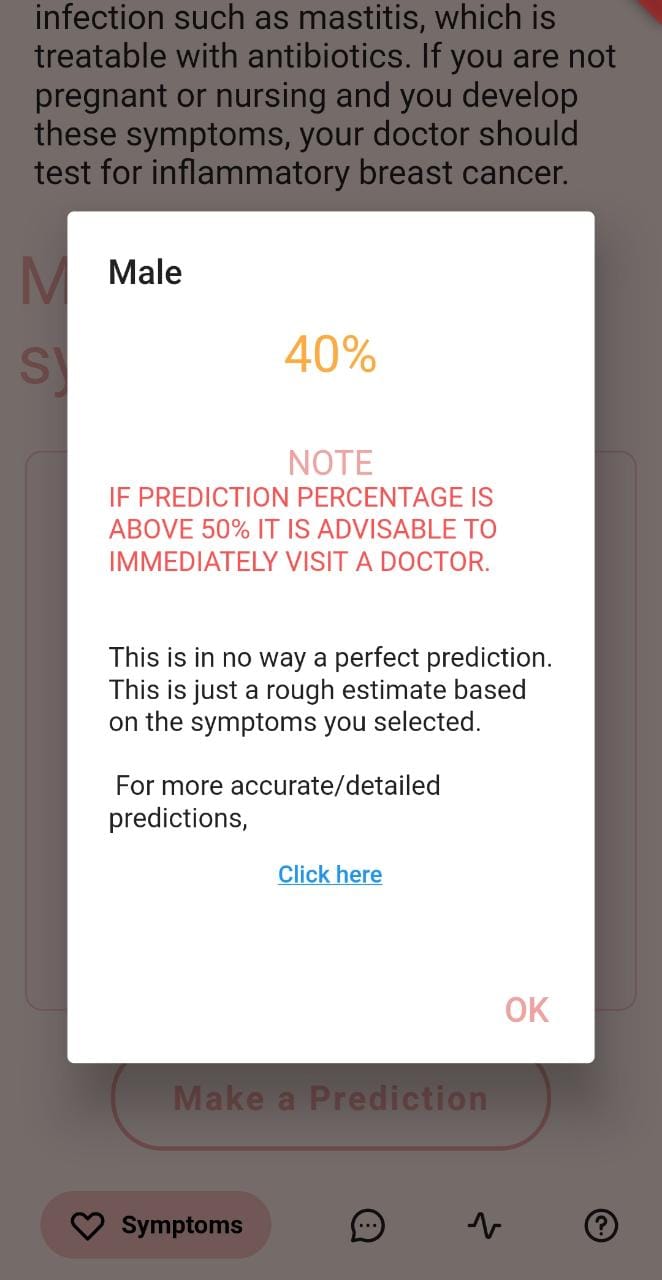 infection such as mastitis, which is
treatable with antibiotics. If you are not
pregnant or nursing and you develop
these symptoms, your doctor should
test for inflammatory breast cancer.
M
sy
Male
40%
NOTE
IF PREDICTION PERCENTAGE IS
ABOVE 50% IT IS ADVISABLE TO
IMMEDIATELY VISIT A DOCTOR.
This is in no way a perfect prediction.
This is just a rough estimate based
on the symptoms you selected.
For more accurate/detailed
predictions,
Click here
OK
Make a Prediction
Symptoms